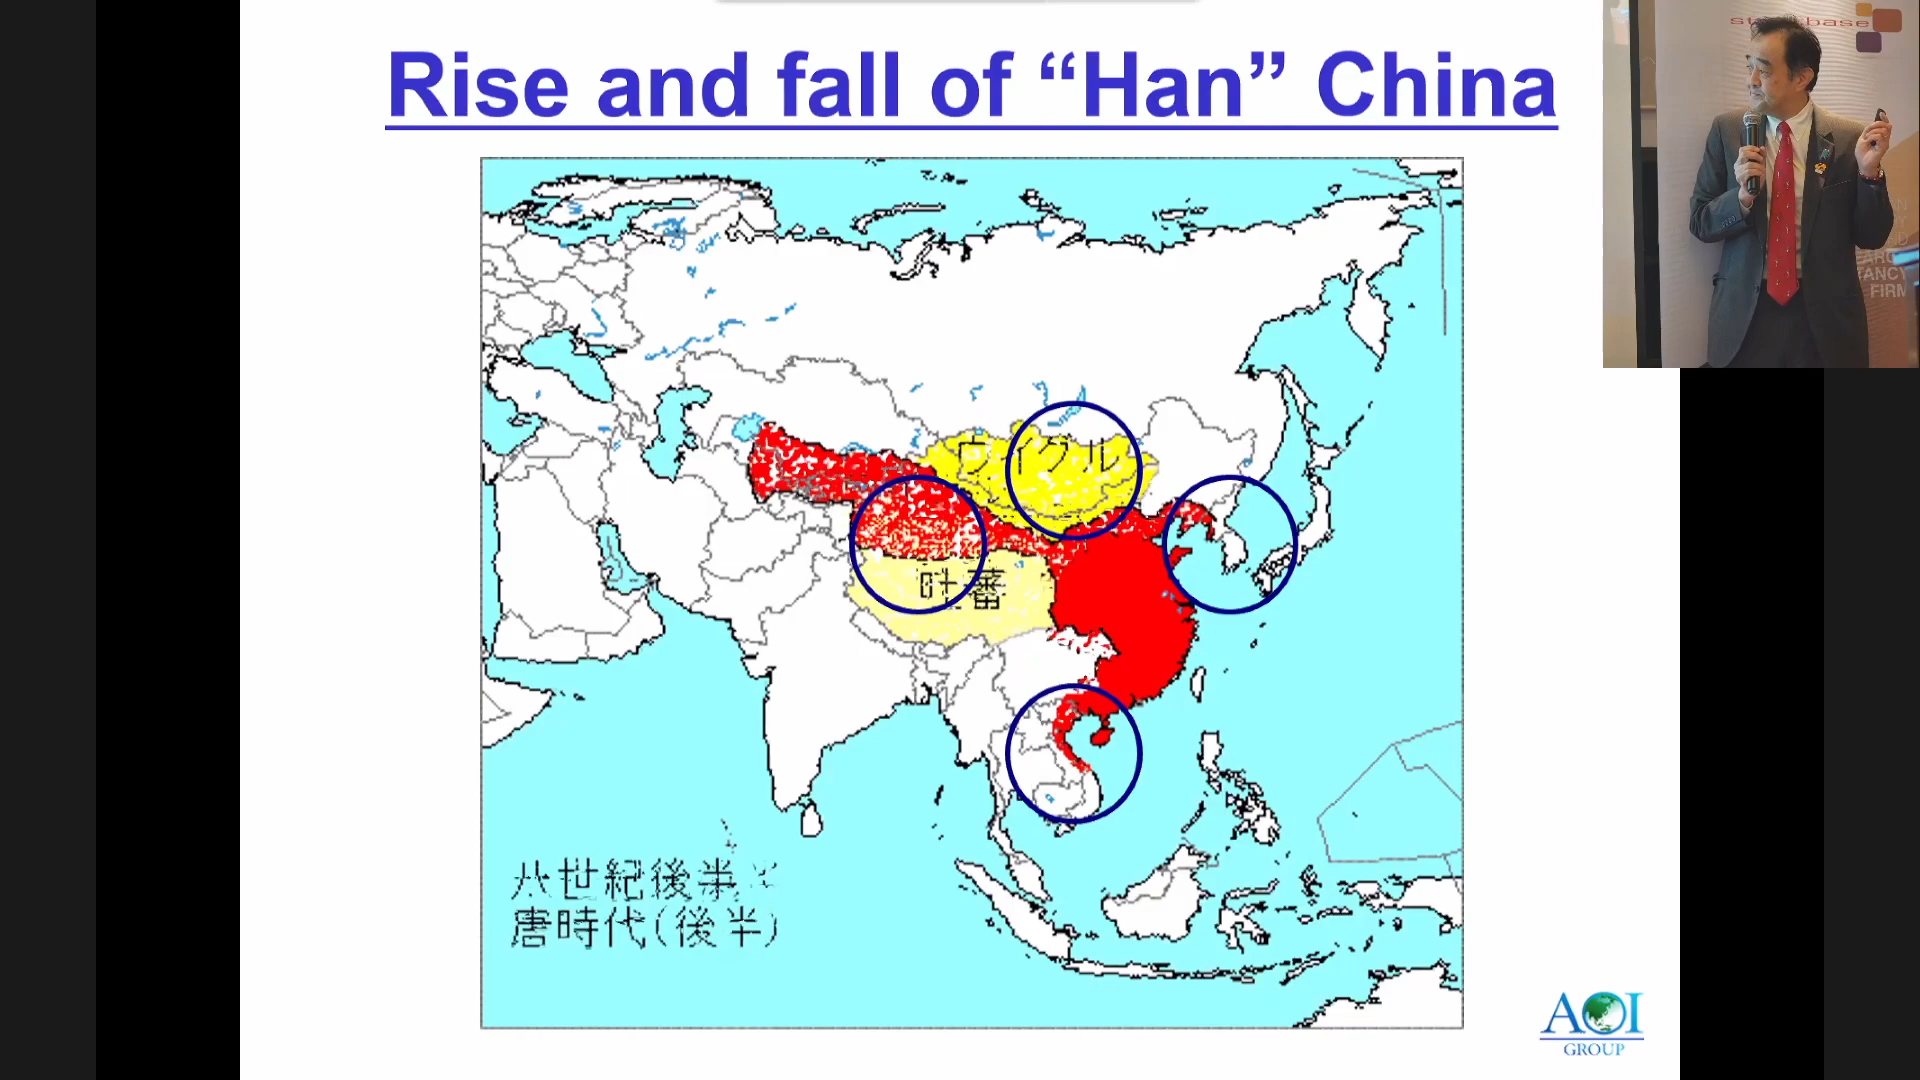 Rise and fall of “Han” China
ウイグル
吐蕃
八世紀後半
唐時代(後半)
AOI
GROUP
FIRM